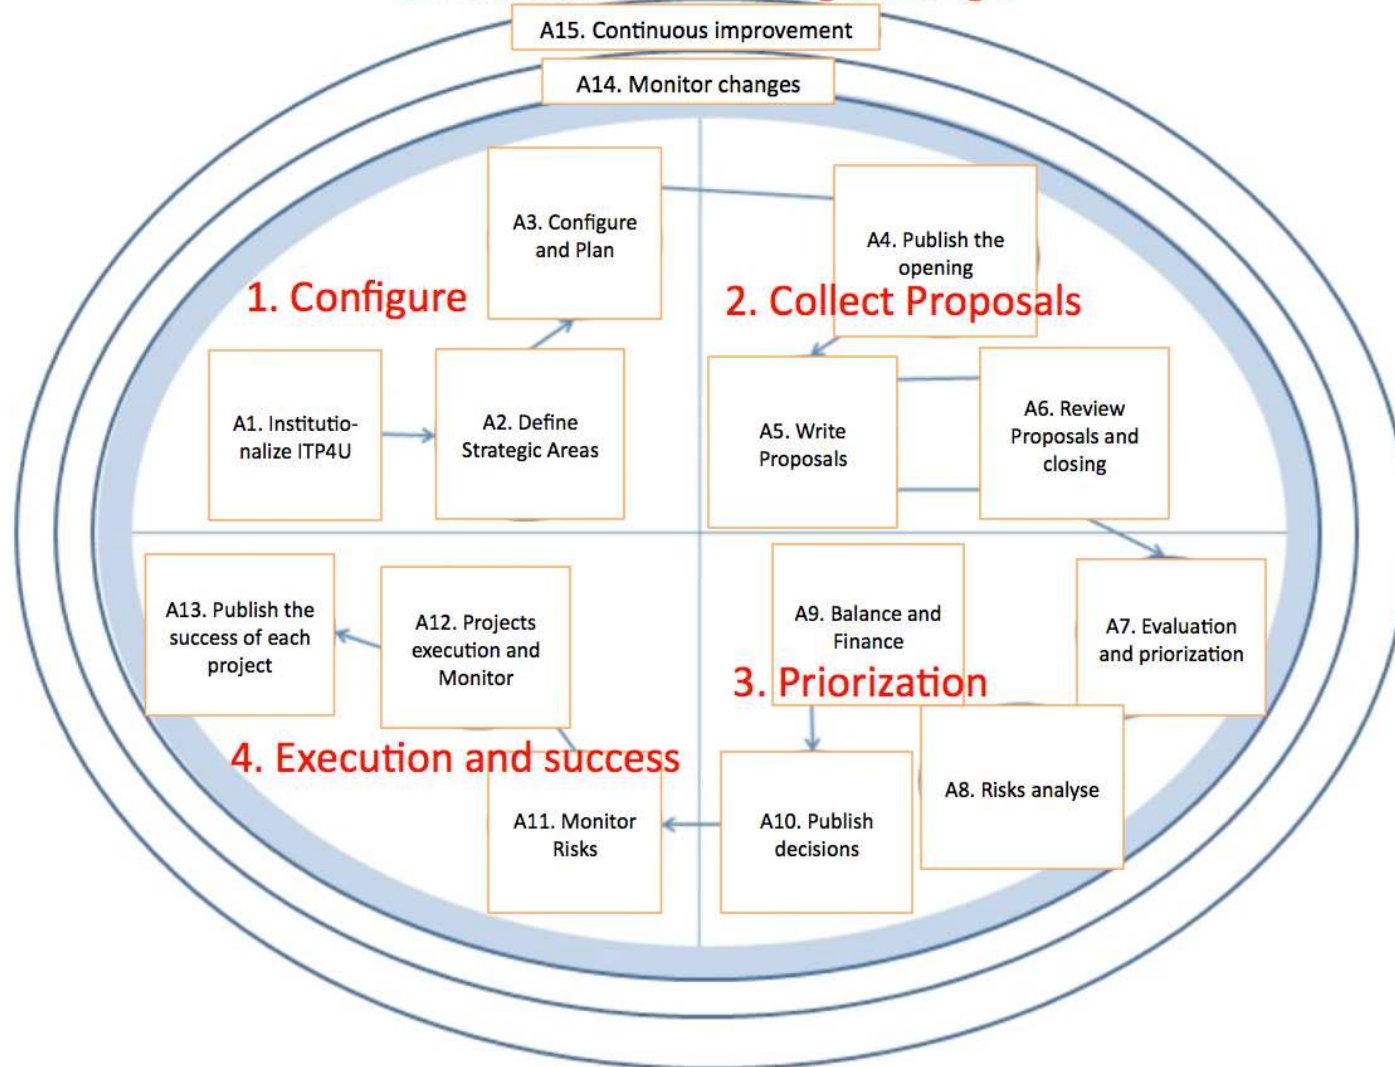 A15. Continuous improvement
A14. Monitor changes
A3. Configure
and Plan
A4. Publish the
opening
1. Configure
2. Collect Proposals
A1. Institutio-
nalize ITP4U
A2. Define
Strategic Areas
A5. Write
Proposals
A6. Review
Proposals and
closing
A13. Publish the
success of each
project
A12. Projects
execution and
Monitor
A9. Balance and
Finance
A7. Evaluation
and priorization
3. Priorization
4. Execution and success
A11. Monitor
Risks
A10. Publish
decisions
A8. Risks analyse